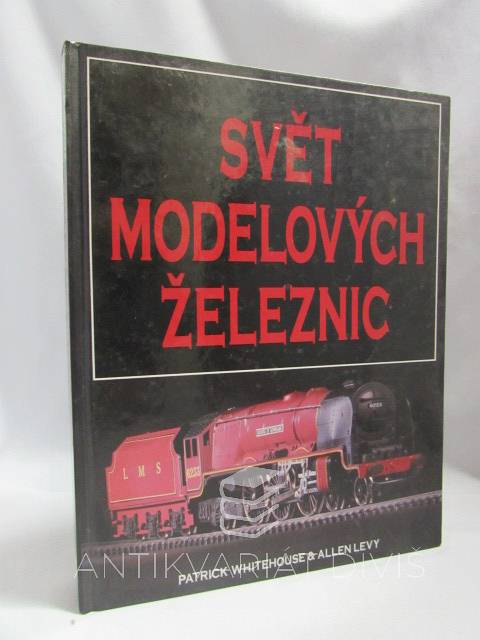 SVĚT
MODELOVÝCH
ŽELEZNIC
L M S
PATRICK WHITEHOUSE & ALLEN LEVY
ANTIKVARIÁT DIVIŠ